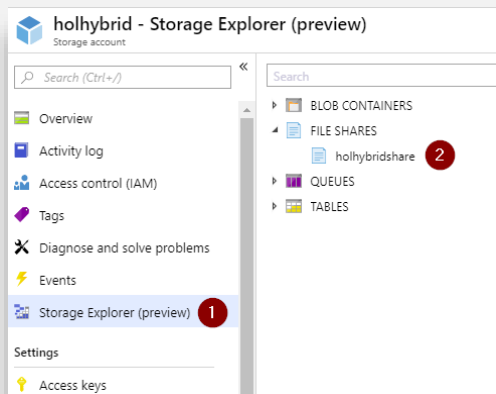 holhybrid - Storage Explorer (preview)
Storage account
Search (Ctrl+/)
«
Overview
Activity log
Access control (IAM)
Tags
Diagnose and solve problems
Events
Storage Explorer (preview)
1
Settings
Access keys
Search
BLOB CONTAINERS
FILE SHARES
holhybridshare
2
QUEUES
TABLES